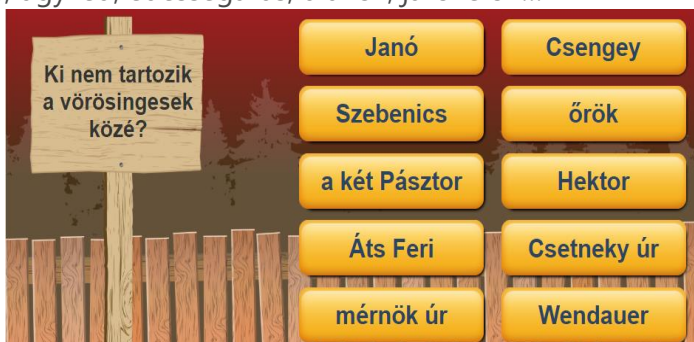 Ki nem tartozik
a vörösingesek
közé?
Janó
Csengey
Szebenics
őrök
a két Pásztor
Hektor
Áts Feri
Csetneky úr
mérnök úr
Wendauer